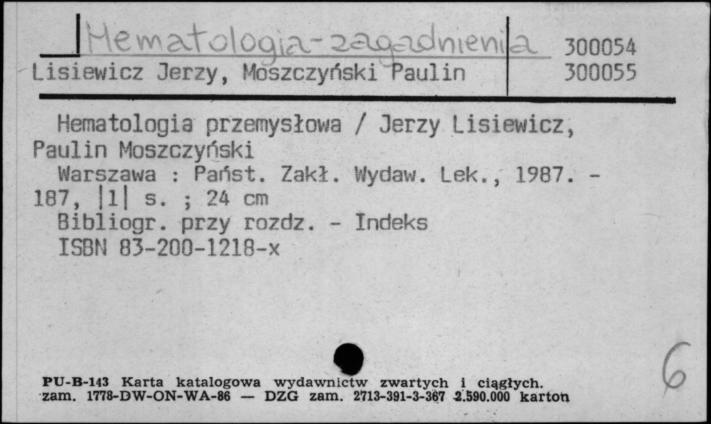 Hematologia - zagadnienia 300054
Lisiewicz Jerzy, Moszczyński Paulin 300055
Hematologia przemysłowa / Jerzy Lisiewicz,
Paulin Moszczyński
Warszawa : Państ. Zakł. Wydaw. Lek., 1987. -
187, |1| s. ; 24 cm
Bibliogr. przy rozdz. - Indeks
ISBN 83-200-1218-x
6
PU-B-143 Karta katalogowa wydawnictw zwartych i ciągłych.
zam. 1778-DW-ON-WA-86 — DZG zam. 2713-391-3-367 2.590.000 karton